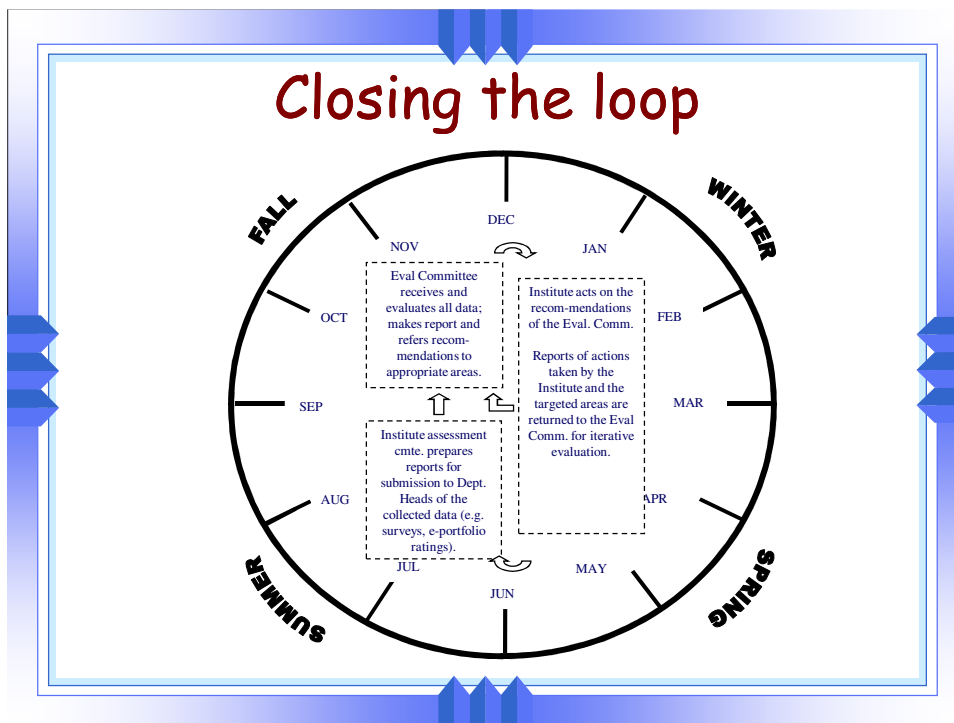 Closing the loop
FALL
WINTER
DEC
NOV
JAN
Eval Committee
receives and
evaluates all data;
makes report and
refers recom-
mendations to
appropriate areas.
Institute acts on the
recom-mendations
of the Eval. Comm.
Reports of actions
taken by the
Institute and the
targeted areas are
returned to the Eval
Comm. for iterative
evaluation.
OCT
FEB
SEP
MAR
Institute assessment
cmte. prepares
reports for
submission to Dept.
Heads of the
collected data (e.g.
surveys, e-portfolio
ratings).
AUG
APR
JUL
MAY
JUN
SUMMER
SPRING